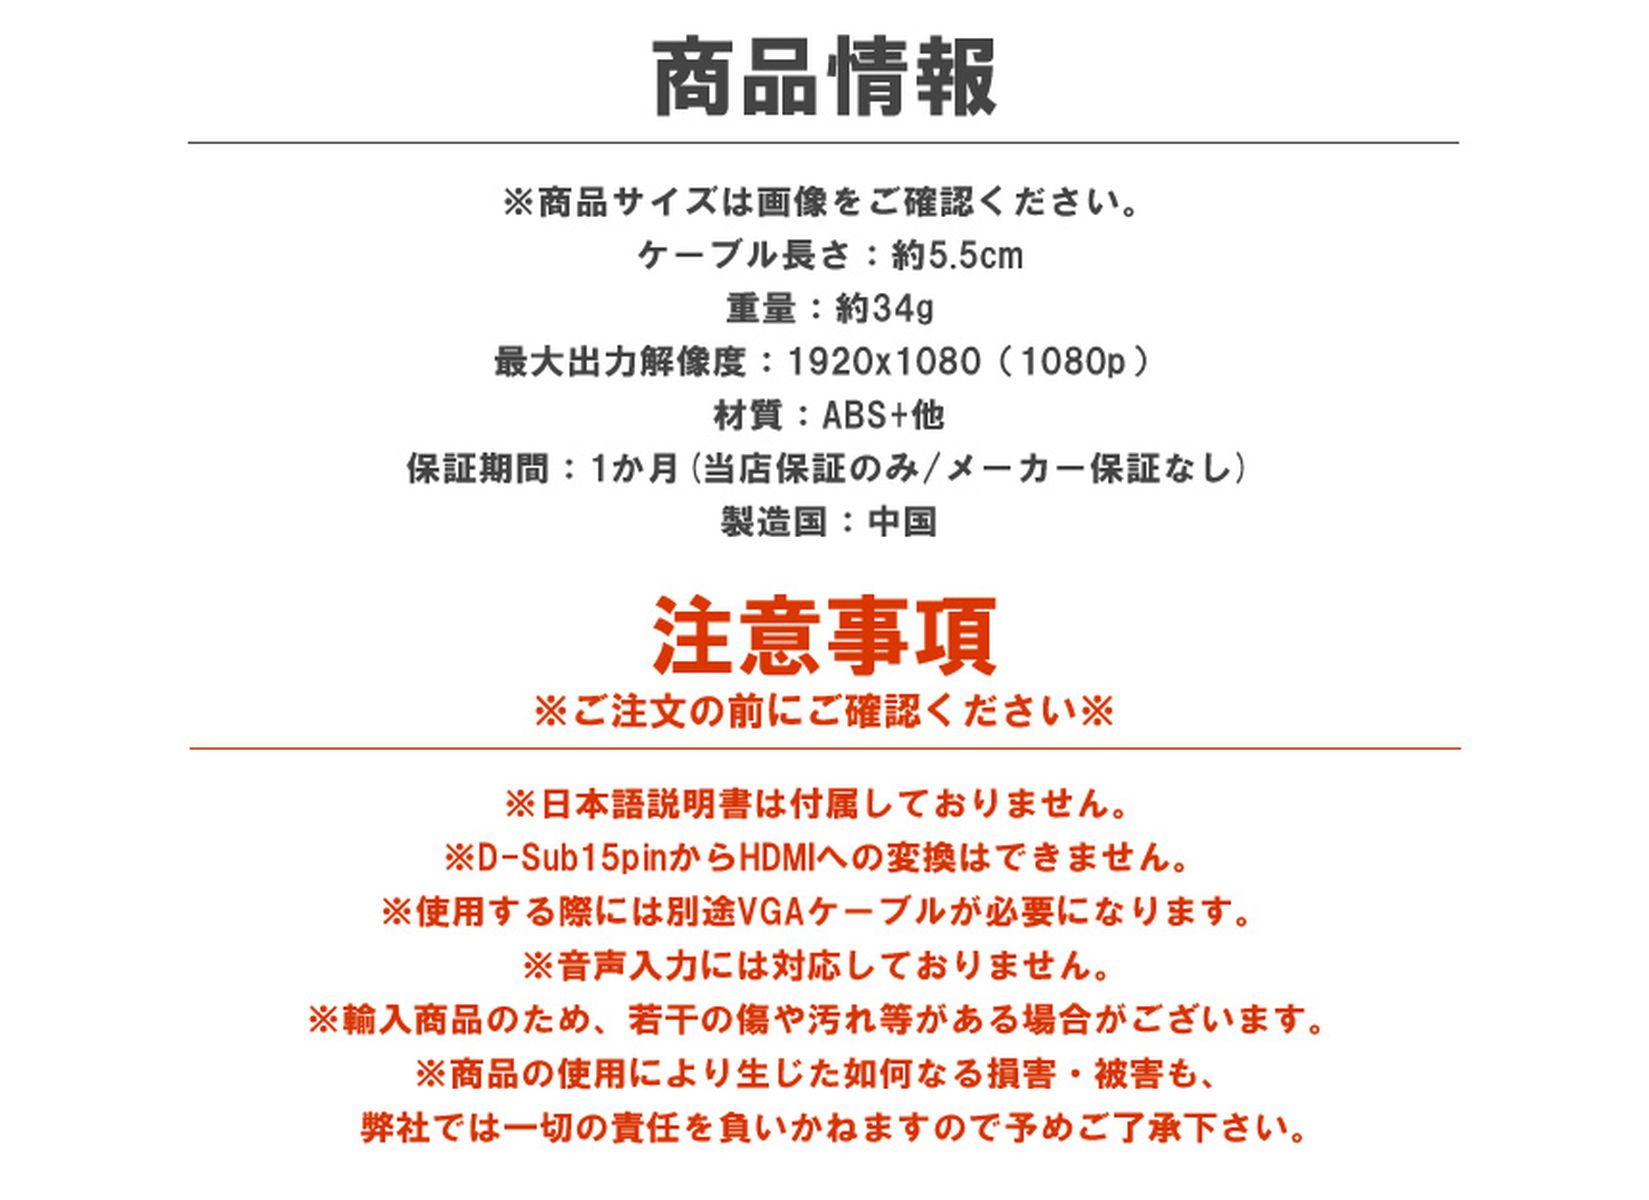 商品情報
※商品サイズは画像をご確認ください。
ケーブル長さ：約5.5cm
重量：約34g
最大出力解像度：1920x1080（1080p）
材質：ABS+他
保証期間：1か月(当店保証のみ/メーカー保証なし)
製造国：中国
注意事項
※ご注文の前にご確認ください※
※日本語説明書は付属しておりません。
※D-Sub15pinからHDMIへの変換はできません。
※使用する際には別途VGAケーブルが必要になります。
※音声入力には対応しておりません。
※輸入商品のため、若干の傷や汚れ等がある場合がございます。
※商品の使用により生じた如何なる損害・被害も、
弊社では一切の責任を負いかねますので予めご了承下さい。